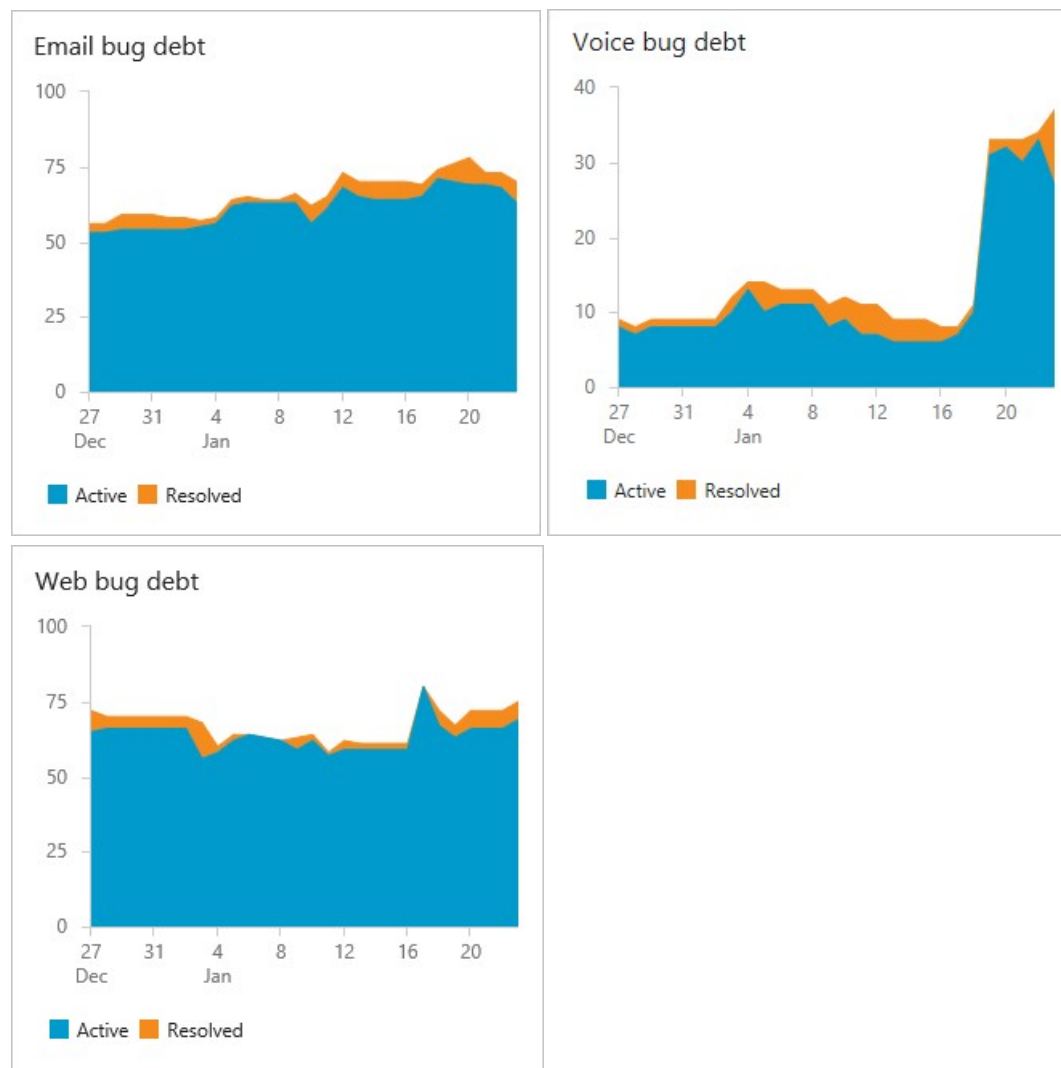 Email bug debt
100
75
50
25
0
27 31 4 8 12 16 20
Dec Jan
Active Resolved
Voice bug debt
40
30
20
10
0
27 31 4 8 12 16 20
Dec Jan
Active Resolved
Web bug debt
100
75
50
25
0
27 31 4 8 12 16 20
Dec Jan
Active Resolved